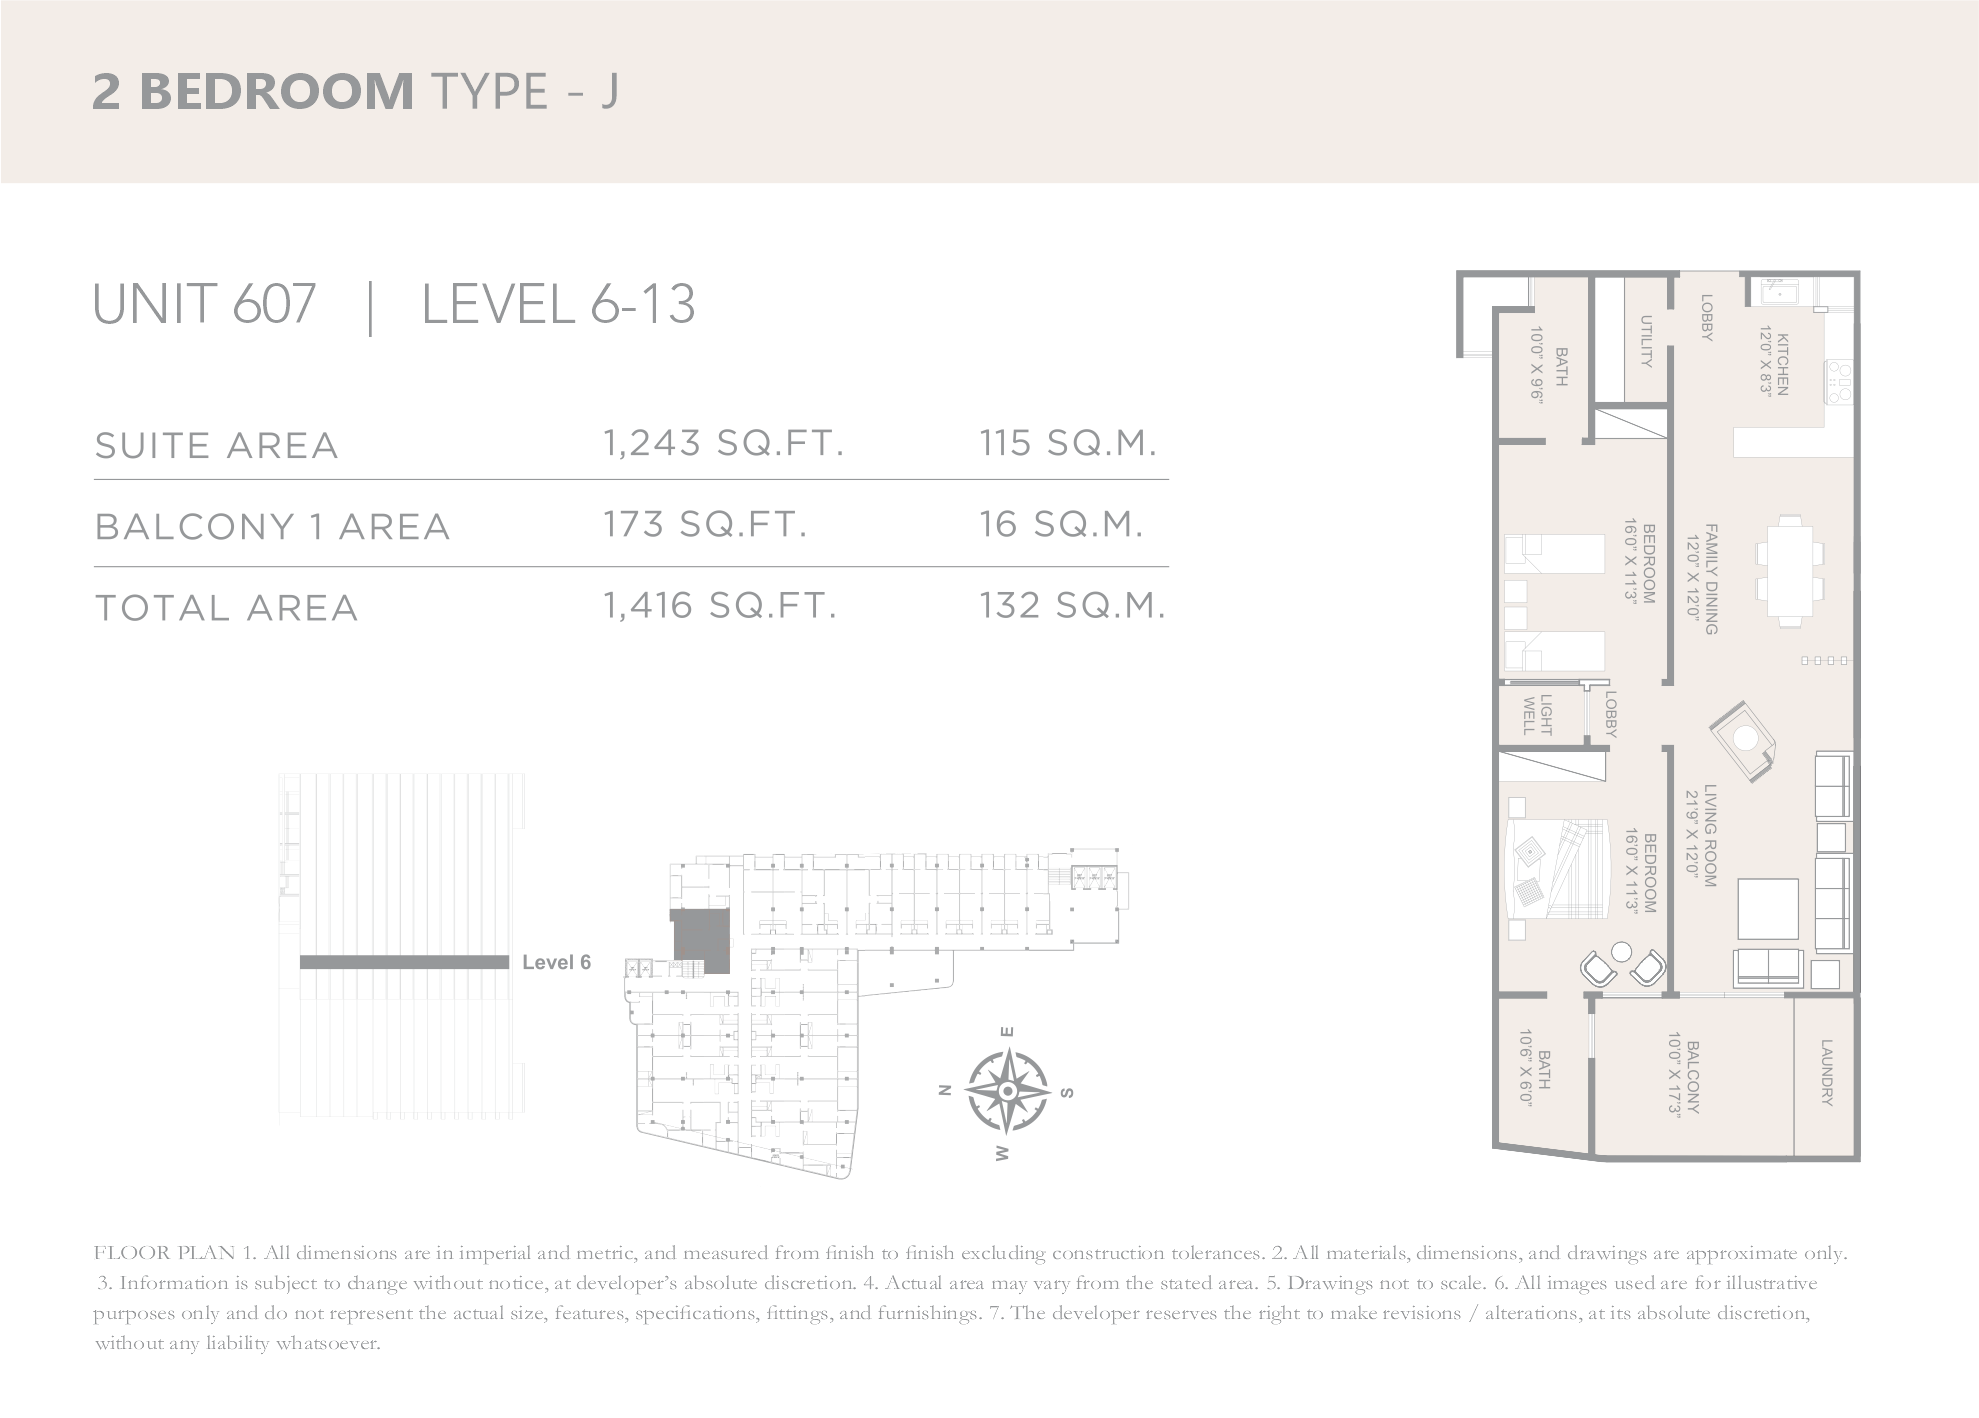 2 BEDROOM TYPE - J
UNIT 607 | LEVEL 6-13
SUITE AREA 1,243 SQ.FT. 115 SQ.M.
BALCONY 1 AREA 173 SQ.FT. 16 SQ.M.
TOTAL AREA 1,416 SQ.FT. 132 SQ.M.
Level 6
E
N
S
W
LOBBY
UTILITY
KITCHEN
12'0" X 8'3"
BATH
10'0" X 9'6"
BEDROOM
16'0" X 11'3"
FAMILY DINING
12'0" X 12'0"
LIGHT
WELL
LOBBY
LIVING ROOM
21'9" X 12'0"
BEDROOM
16'0" X 11'3"
BATH
10'6" X 6'0"
BALCONY
10'0" X 17'3"
LAUNDRY
FLOOR PLAN 1. All dimensions are in imperial and metric, and measured from finish to finish excluding construction tolerances. 2. All materials, dimensions, and drawings are approximate only.
3. Information is subject to change without notice, at developer's absolute discretion. 4. Actual area may vary from the stated area. 5. Drawings not to scale. 6. All images used are for illustrative
purposes only and do not represent the actual size, features, specifications, fittings, and furnishings. 7. The developer reserves the right to make revisions / alterations, at its absolute discretion,
without any liability whatsoever.